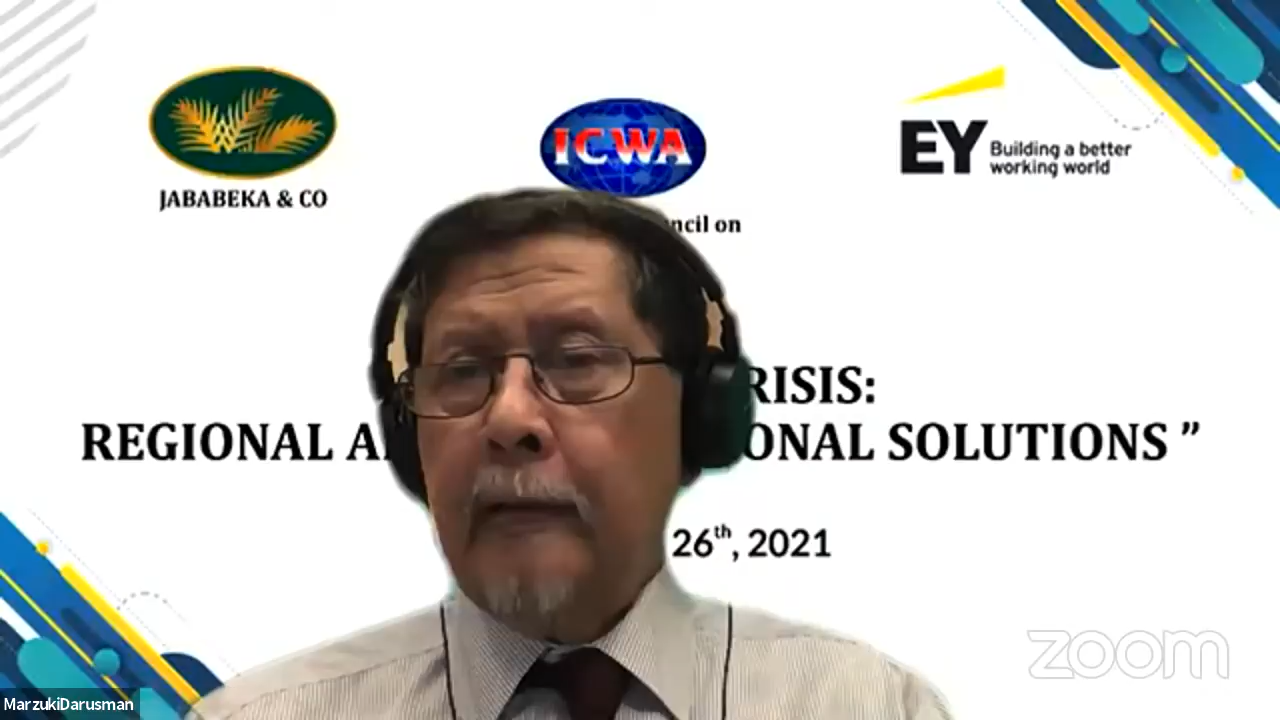 JABABEKA & CO
ICWA
EY Building a better
working world
ncil on
RISIS:
REGIONAL A ONAL SOLUTIONS ”
26th, 2021
zoom
MarzukiDarusman